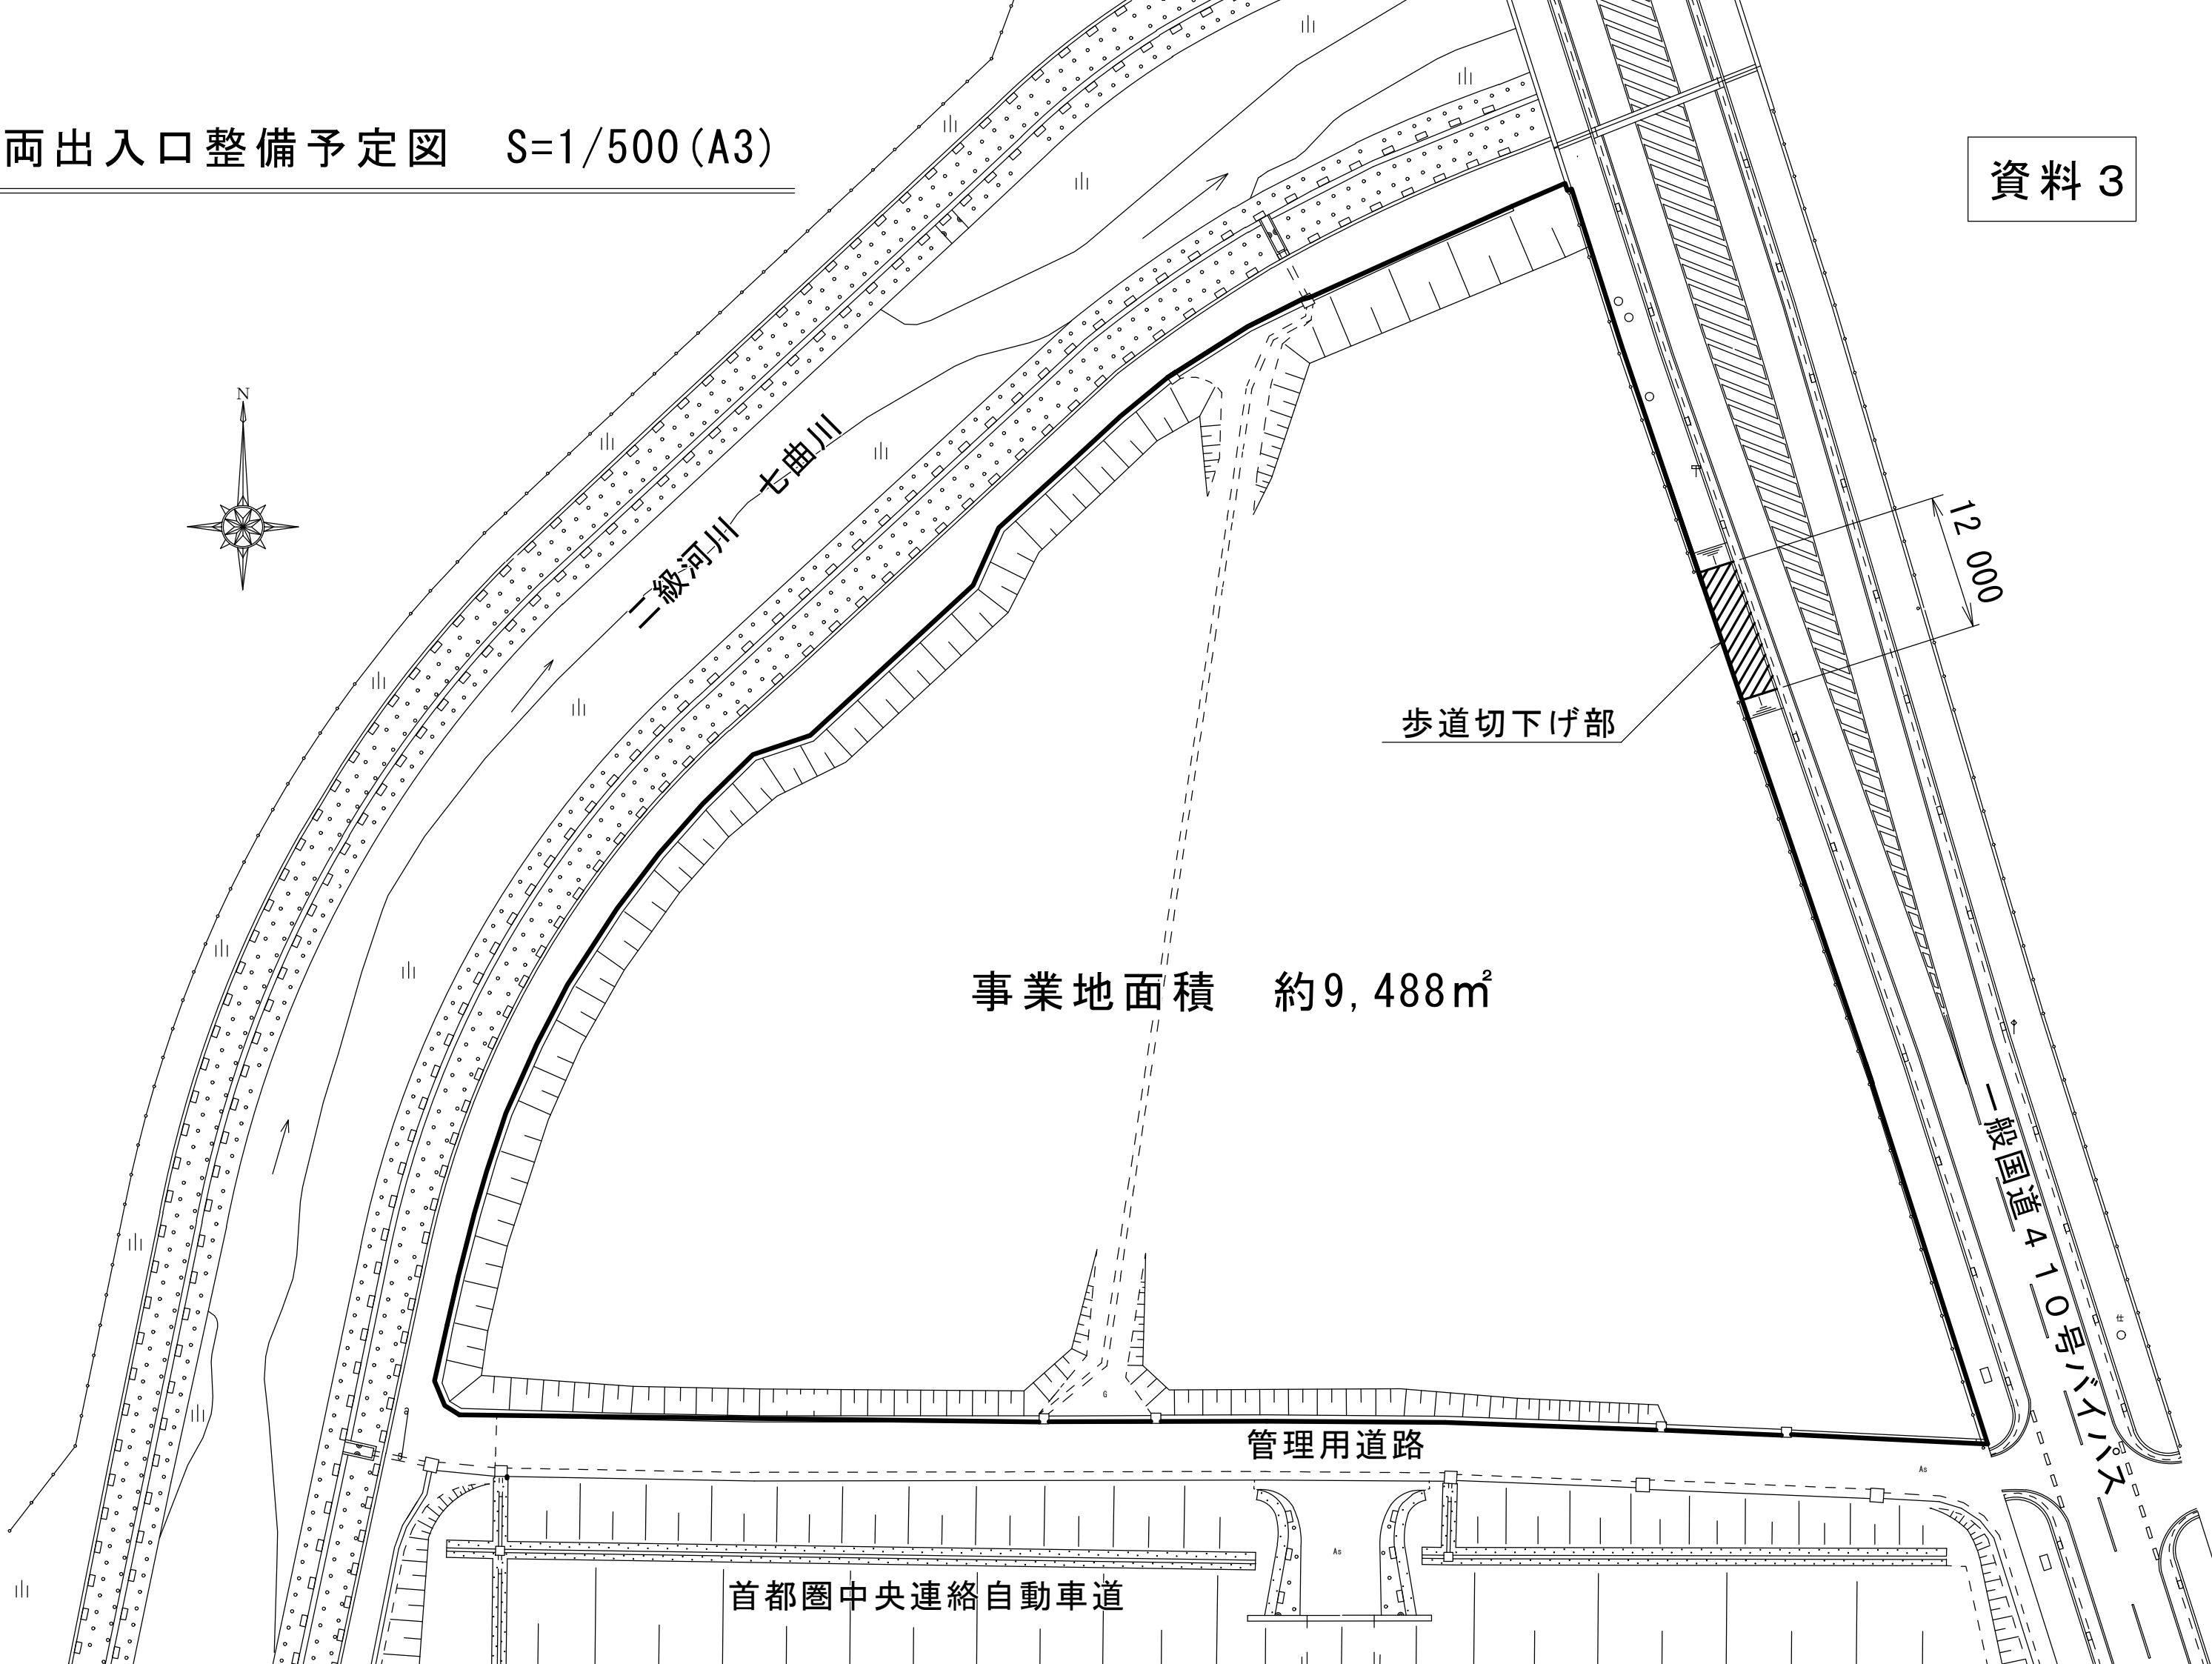 両出入口整備予定図 S=1/500(A3)
資料３
N
二級河川 七曲川
12 000
歩道切下げ部
事業地面積 約9,488㎡
一般国道４１０号バイパス
管理用道路
As
As
G
首都圏中央連絡自動車道